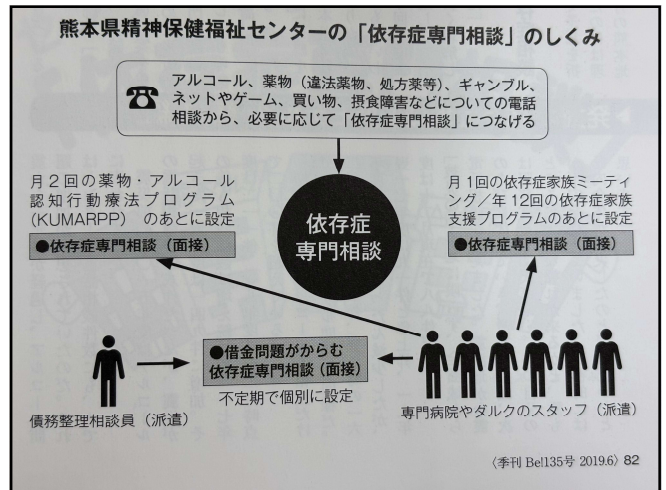 熊本県精神保健福祉センターの「依存症専門相談」のしくみ
アルコール、薬物（違法薬物、処方薬等）、ギャンブル、
ネットやゲーム、買い物、摂食障害などについての電話
相談から、必要に応じて「依存症専門相談」につなげる
月2回の薬物・アルコール
認知行動療法プログラム
(KUMARPP) のあとに設定
●依存症専門相談（面接）
依存症
専門相談
月1回の依存症家族ミーティ
ング／年12回の依存症家族
支援プログラムのあとに設定
●依存症専門相談（面接）
●借金問題がからむ
依存症専門相談（面接）
不定期で個別に設定
債務整理相談員（派遣）
専門病院やダルクのスタッフ（派遣）
〈季刊 Be!135号 2019.6〉82